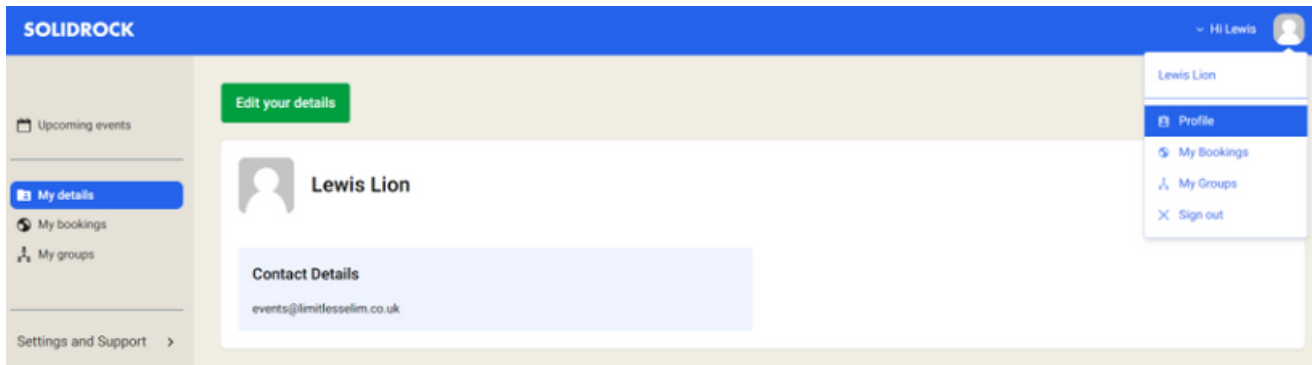 SOLIDROCK
Hi Lewis
Lewis Lion
Profile
My Bookings
My Groups
Sign out
Upcoming events
My details
My bookings
My groups
Settings and Support
Edit your details
Lewis Lion
Contact Details
events@limitlesselim.co.uk